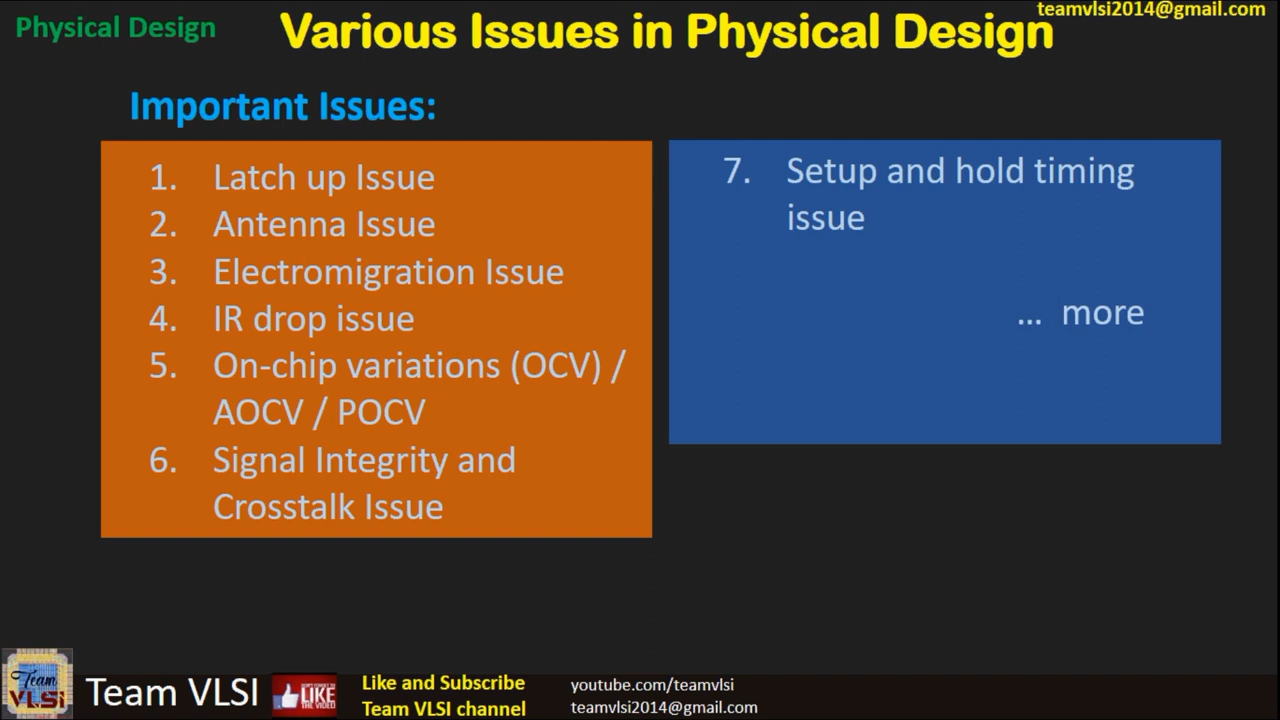 Physical Design
Various Issues in Physical Design
teamvlsi2014@gmail.com
Important Issues:
1. Latch up Issue
2. Antenna Issue
3. Electromigration Issue
4. IR drop issue
5. On-chip variations (OCV) /
AOCV / POCV
6. Signal Integrity and
Crosstalk Issue
7. Setup and hold timing
issue
... more
Team
VLSI
Team VLSI
LIKE
Like and Subscribe
Team VLSI channel
youtube.com/teamvlsi
teamvlsi2014@gmail.com